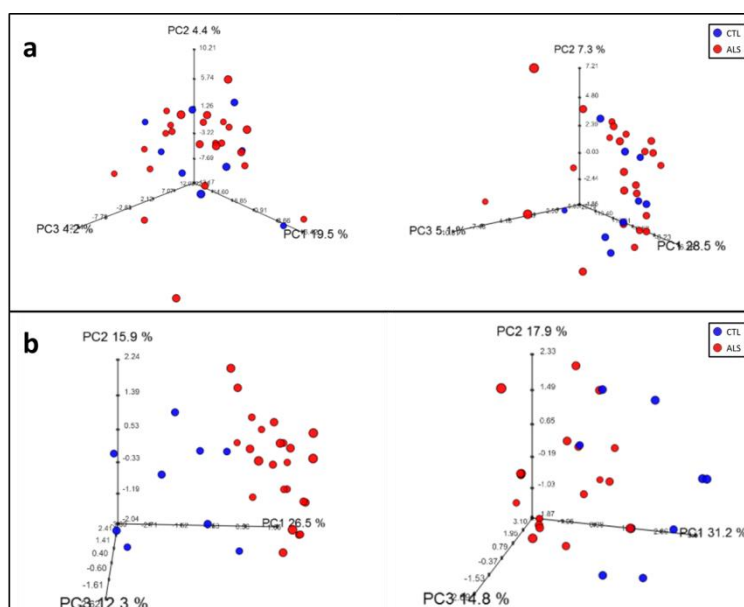 a
PC2 4.4 %
10.21
5.74
1.26
-3.22
-7.68
PC3 4.2 %
PC1 19.5 %
PC2 7.3 %
7.21
4.80
2.39
-0.03
-2.44
PC3 5.1 %
PC1 28.5 %
CTL
ALS
b
PC2 15.9 %
2.24
1.39
0.53
-0.33
-1.19
-2.04
PC1 26.5 %
2.41
1.41
0.40
-0.60
-1.61
PC3 12.3 %
PC2 17.9 %
2.33
1.49
0.65
-0.19
-1.03
-1.87
PC1 31.2 %
3.10
0.79
-0.37
-1.53
PC3 14.8 %
CTL
ALS